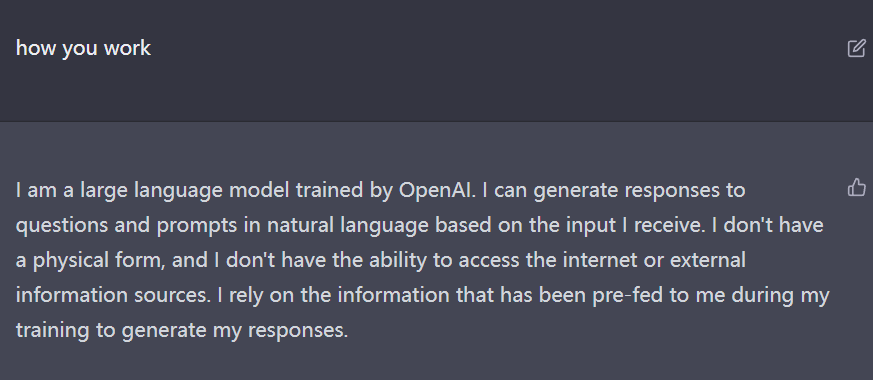 how you work
I am a large language model trained by OpenAI. I can generate responses to
questions and prompts in natural language based on the input I receive. I don't have
a physical form, and I don't have the ability to access the internet or external
information sources. I rely on the information that has been pre-fed to me during my
training to generate my responses.